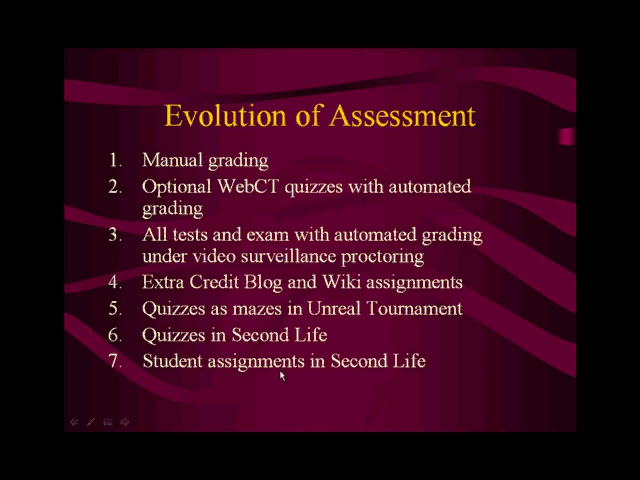 Evolution of Assessment
1. Manual grading
2. Optional WebCT quizzes with automated
grading
3. All tests and exam with automated grading
under video surveillance proctoring
4. Extra Credit Blog and Wiki assignments
5. Quizzes as mazes in Unreal Tournament
6. Quizzes in Second Life
7. Student assignments in Second Life